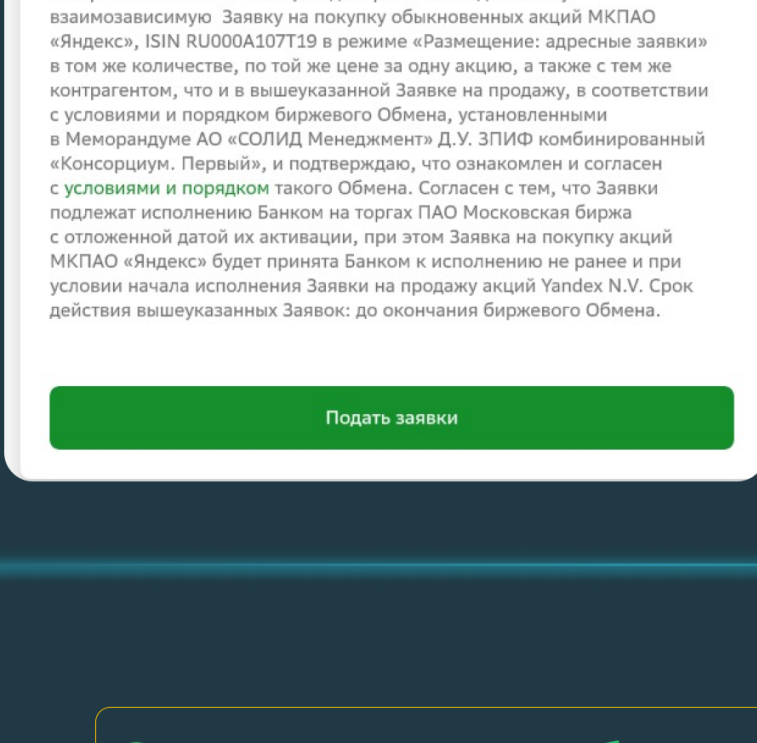 взаимозависимую Заявку на покупку обыкновенных акций МКПАО
«Яндекс», ISIN RU000A107T19 в режиме «Размещение: адресные заявки»
в том же количестве, по той же цене за одну акцию, а также с тем же
контрагентом, что и в вышеуказанной Заявке на продажу, в соответствии
с условиями и порядком биржевого Обмена, установленными
в Меморандуме АО «СОЛИД Менеджмент» Д.У. ЗПИФ комбинированный
«Консорциум. Первый», и подтверждаю, что ознакомлен и согласен
с условиями и порядком такого Обмена. Согласен с тем, что Заявки
подлежат исполнению Банком на торгах ПАО Московская биржа
с отложенной датой их активации, при этом Заявка на покупку акций
МКПАО «Яндекс» будет принята Банком к исполнению не ранее и при
условии начала исполнения Заявки на продажу акций Yandex N.V. Срок
действия вышеуказанных Заявок: до окончания биржевого Обмена.
Подать заявки